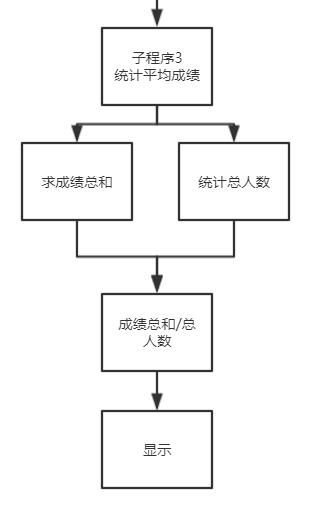 子程序3
统计平均成绩
求成绩总和
统计总人数
成绩总和/总
人数
显示